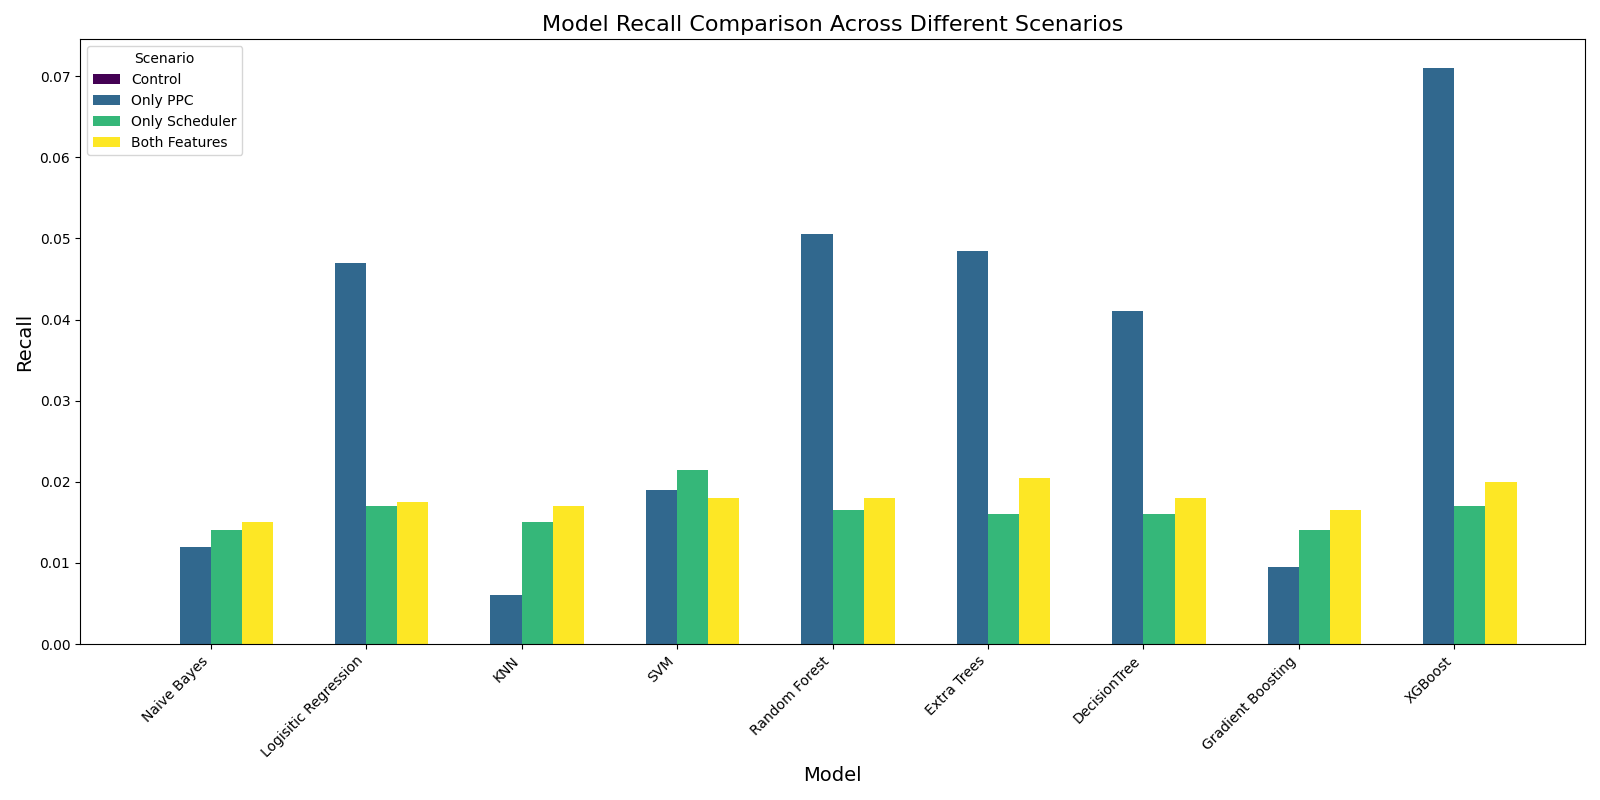 Model Recall Comparison Across Different Scenarios
Scenario
Control
Only PPC
Only Scheduler
Both Features
0.07
0.06
0.05
0.04
0.03
0.02
0.01
0.00
Recall
Naive Bayes
Logisitic Regression
KNN
SVM
Random Forest
Extra Trees
DecisionTree
Gradient Boosting
XGBoost
Model